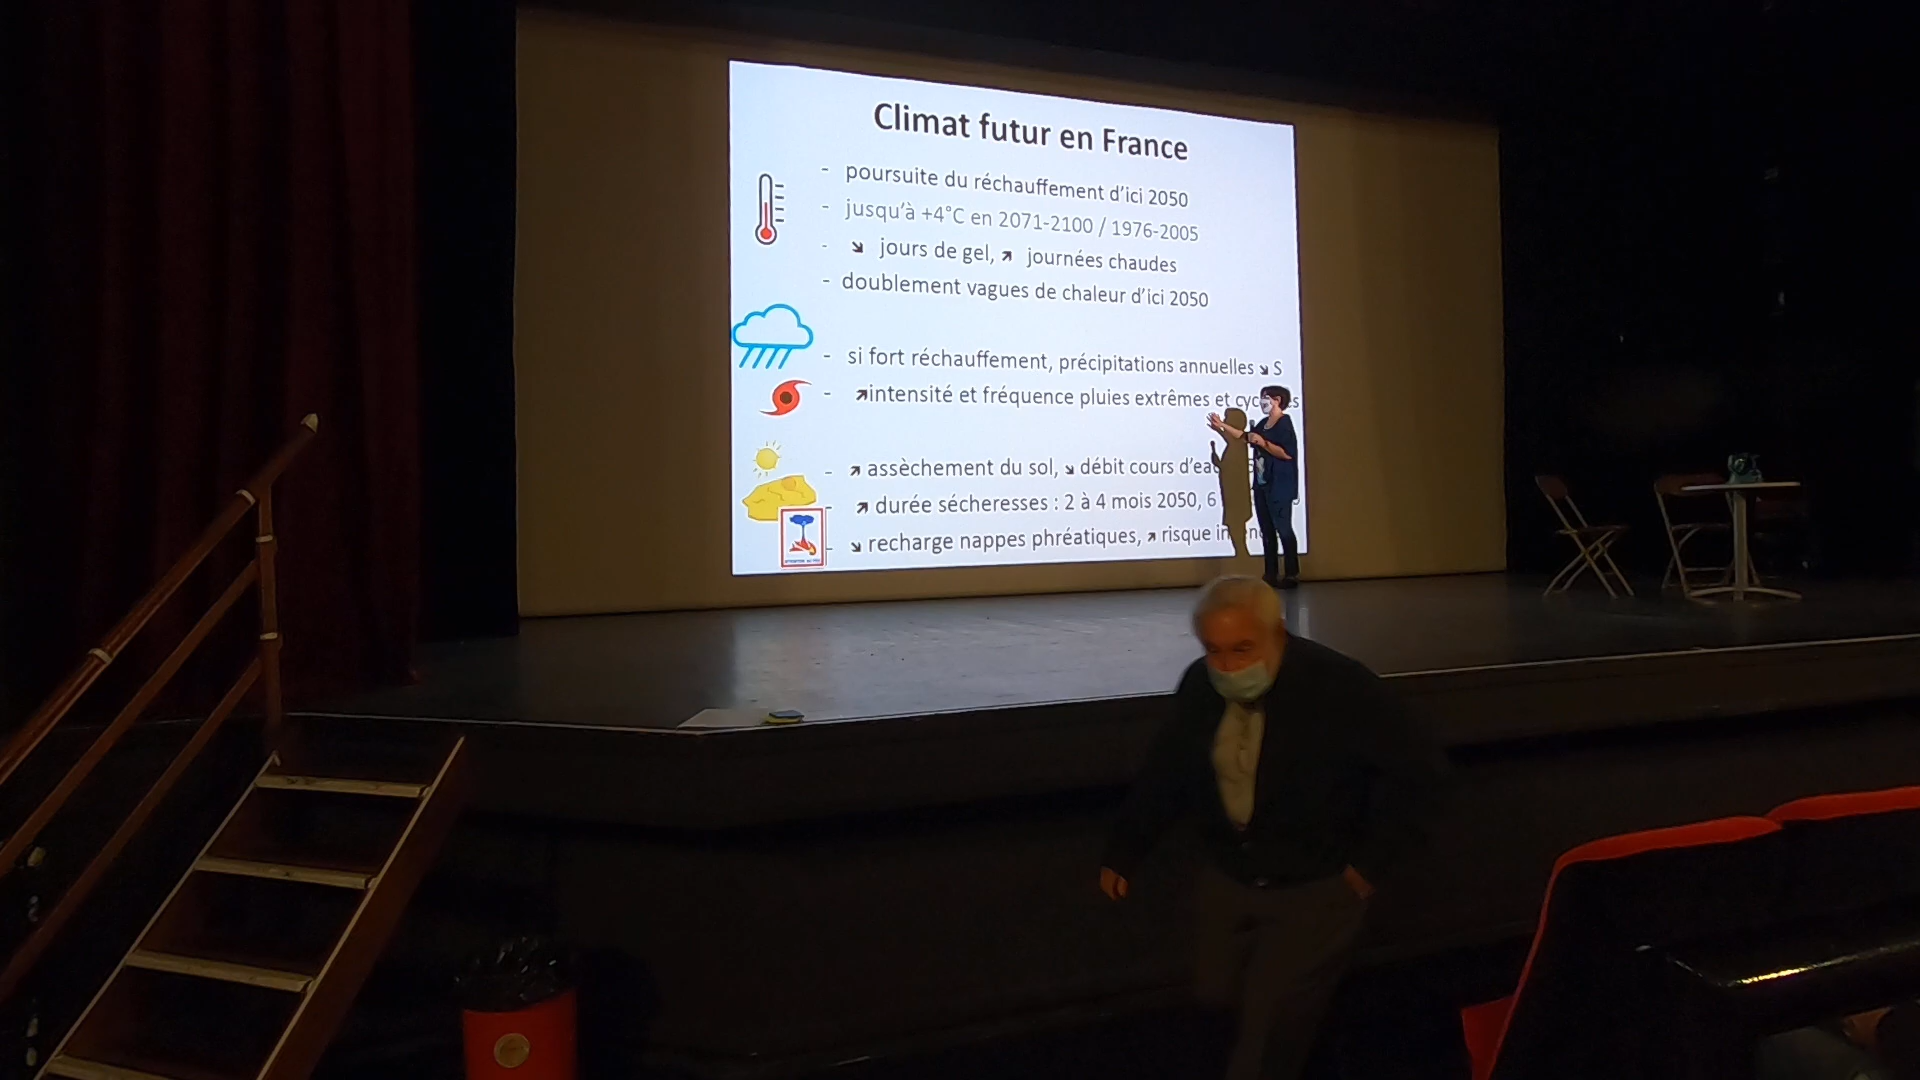 Climat futur en France
- poursuite du réchauffement d'ici 2050
- jusqu'à +4°C en 2071-2100 / 1976-2005
- ↘ jours de gel, ↗ journées chaudes
- doublement vagues de chaleur d'ici 2050
- si fort réchauffement, précipitations annuelles ↘ S
- ↗intensité et fréquence pluies extrêmes et
- ↗ assèchement du sol, ↘ débit cours
- ↗ durée sécheresses : 2 à 4 mois 2050, 6
- ↘ recharge nappes phréatiques, ↗ risque